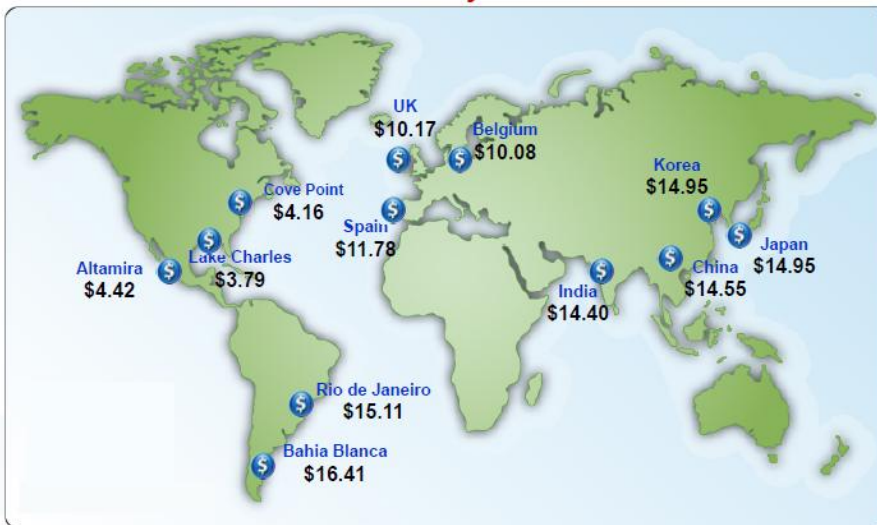 UK
$10.17
Belgium
$10.08
Korea
$14.95
Cove Point
$4.16
Spain
$11.78
Japan
$14.95
Altamira
$4.42
Lake Charles
$3.79
China
$14.55
India
$14.40
Rio de Janeiro
$15.11
Bahia Blanca
$16.41